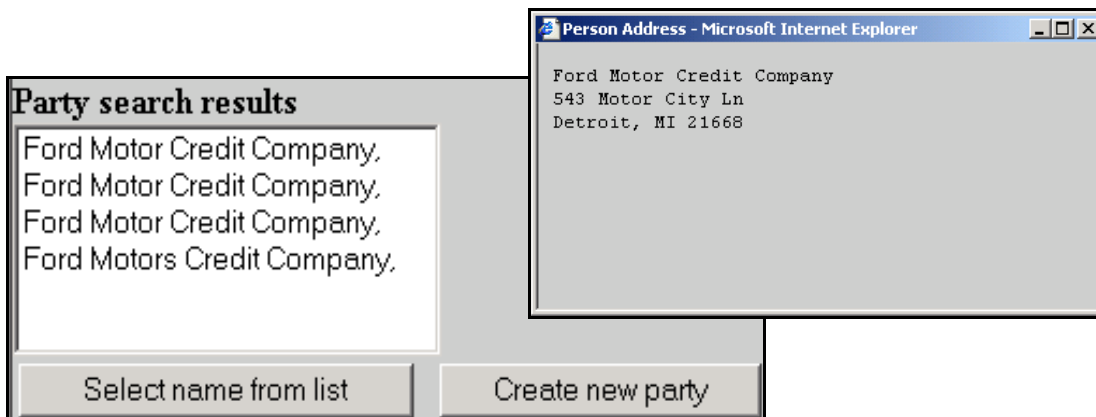 Person Address - Microsoft Internet Explorer
Ford Motor Credit Company
543 Motor City Ln
Detroit, MI 21668
Party search results
Ford Motor Credit Company,
Ford Motor Credit Company,
Ford Motor Credit Company,
Ford Motors Credit Company,
Select name from list
Create new party